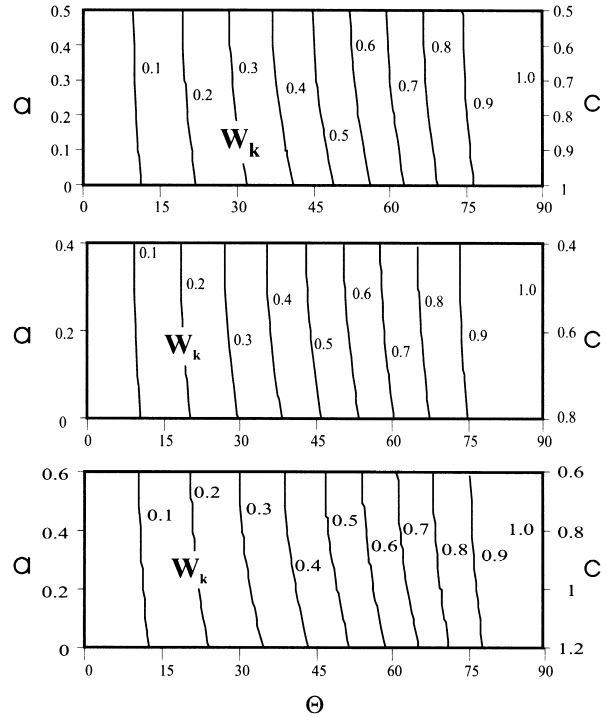 0.5 0.5
0.4 0.1 0.3 0.6 0.8 1.0 0.6
0.3 0.2 0.4 0.7 0.9 0.7
a 0.2 0.5 0.8 c
0.1 W_k 0.9
0 1
0 15 30 45 60 75 90
0.4 0.1 0.4
0.2 0.4 0.6 0.8 1.0
a 0.2 W_k 0.3 0.5 0.7 0.9 0.6 c
0 0.8
0 15 30 45 60 75 90
0.6 0.2 0.6
0.1 0.3 0.5 0.7 1.0
0.4 0.6 0.8 0.9 0.8
a W_k 0.4 c
0.2 1
0 1.2
0 15 30 45 60 75 90
Θ